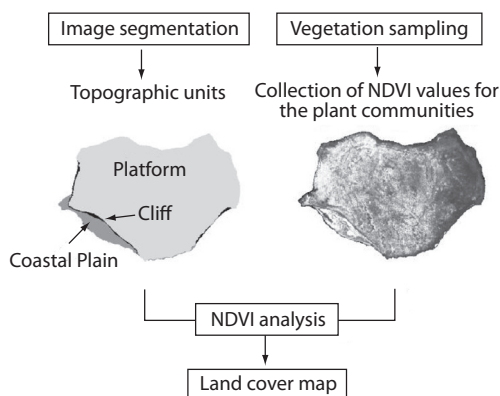 Image segmentation
Vegetation sampling
Topographic units
Collection of NDVI values for
the plant communities
Platform
Cliff
Coastal Plain
NDVI analysis
Land cover map